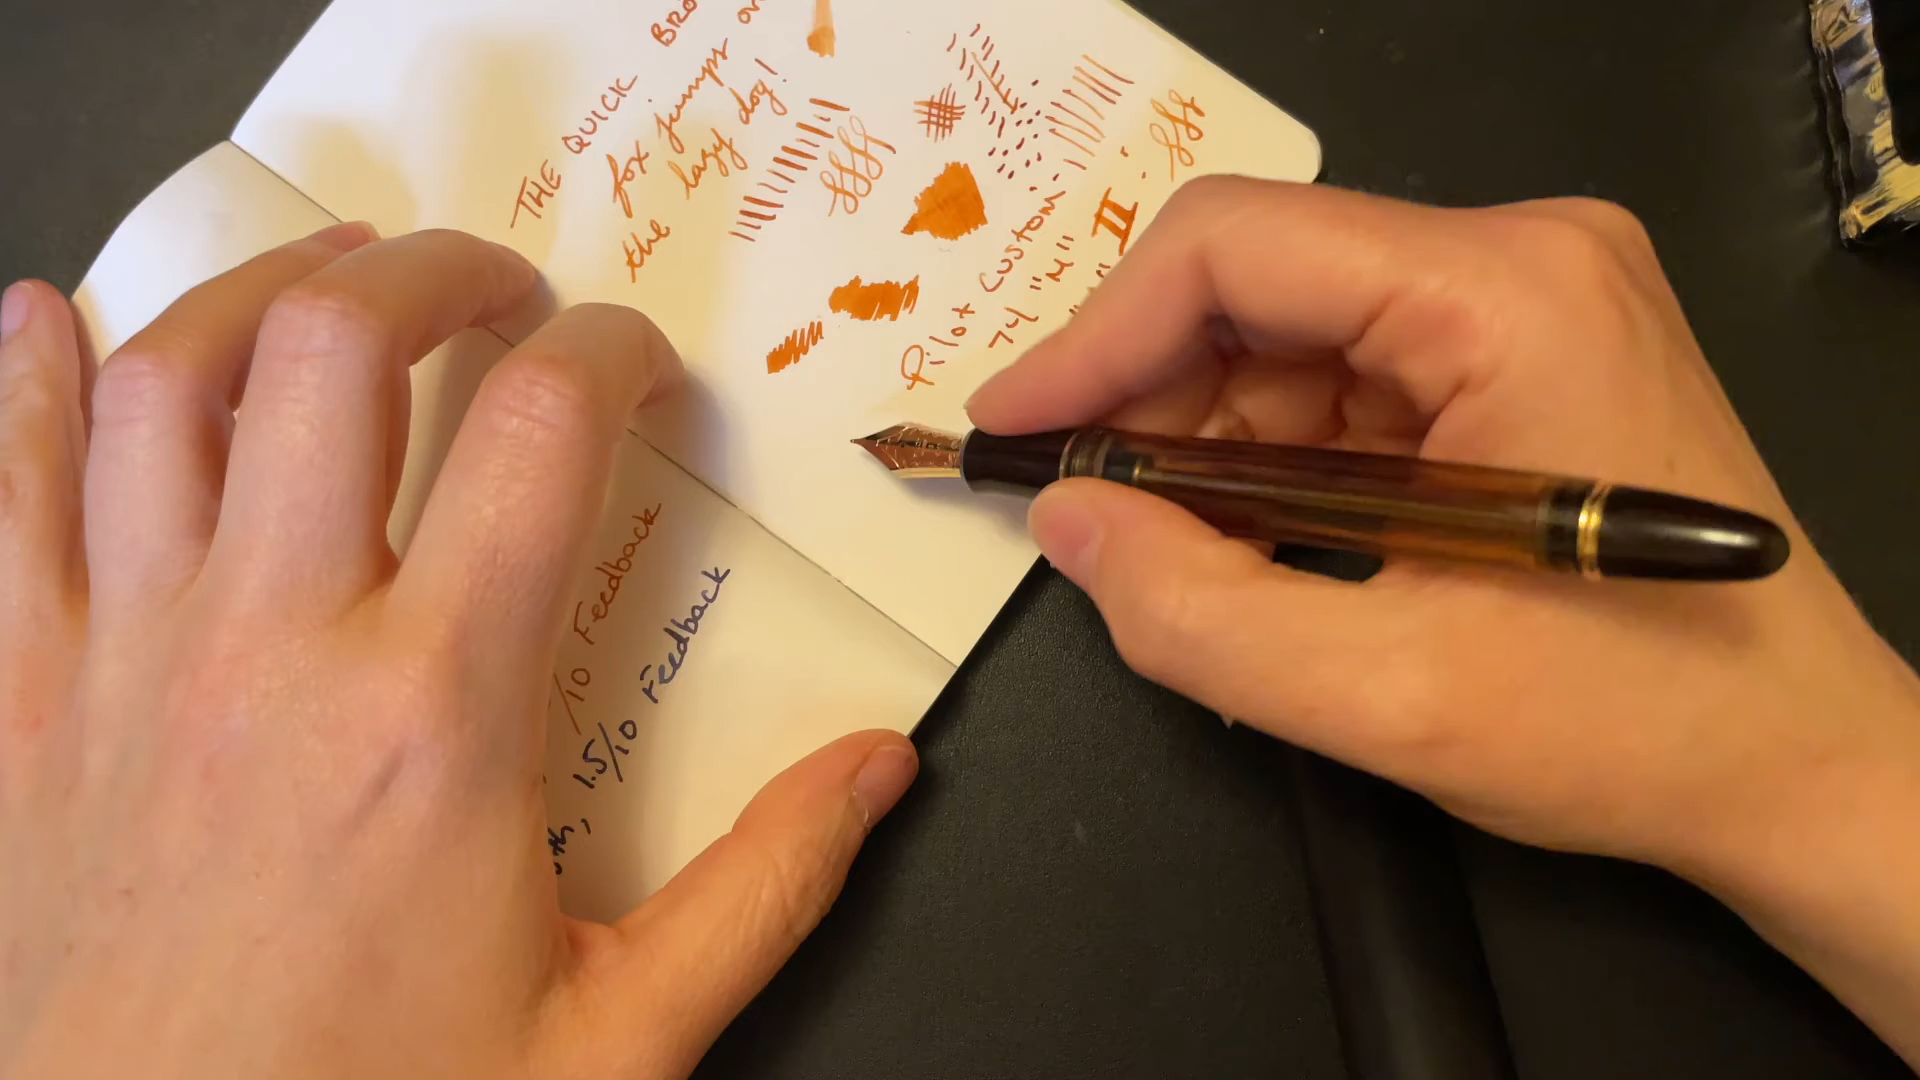 THE QUICK BRO
fox jumps ov
the lazy dog!
Pilot Custom
74 "M"
II
/10 Feedback
oth, 1.5/10 Feedback